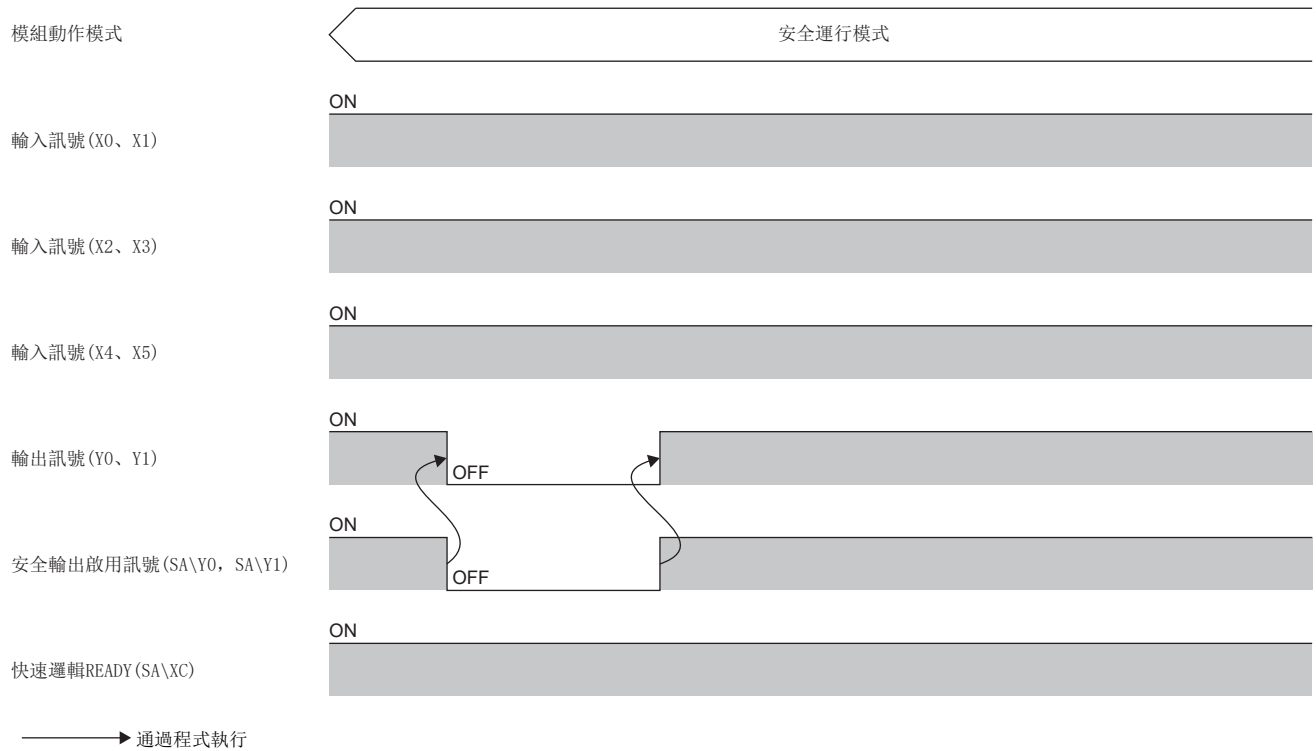 模組動作模式
安全運行模式
ON
輸入訊號(X0、X1)
ON
輸入訊號(X2、X3)
ON
輸入訊號(X4、X5)
ON
輸出訊號(Y0、Y1)
OFF
ON
安全輸出啟用訊號(SA\Y0，SA\Y1)
OFF
ON
快速邏輯READY(SA\XC)
通過程式執行